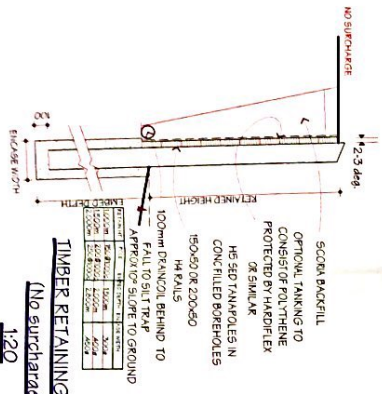 NO SURCHARGE
2-3 deg.
SCORIA BACKFILL
OPTIONAL TANKING TO
CONSIST OF POLYTHENE
PROTECTED BY HARDIFLEX
OR SIMILAR
H5 SED TANAPOLES IN
CONC FILLED BOREHOLES
150x50 OR 200x50
H4 RAILS
100mm DRAINCOIL BEHIND TO
FALL TO SILT TRAP
APPROX 10° SLOPE TO GROUND
RETAINED HEIGHT
EMBED DEPTH
ENCASE WIDTH
TIMBER RETAINING
(No surcharge
1:20